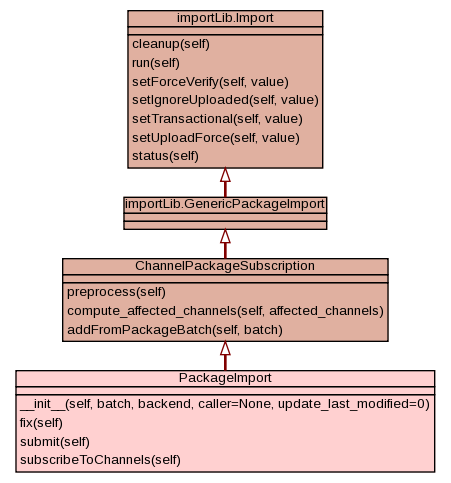 importLib.Import
cleanup(self)
run(self)
setForceVerify(self, value)
setIgnoreUploaded(self, value)
setTransactional(self, value)
setUploadForce(self, value)
status(self)
importLib.GenericPackageImport
ChannelPackageSubscription
preprocess(self)
compute_affected_channels(self, affected_channels)
addFromPackageBatch(self, batch)
PackageImport
__init__(self, batch, backend, caller=None, update_last_modified=0)
fix(self)
submit(self)
subscribeToChannels(self)